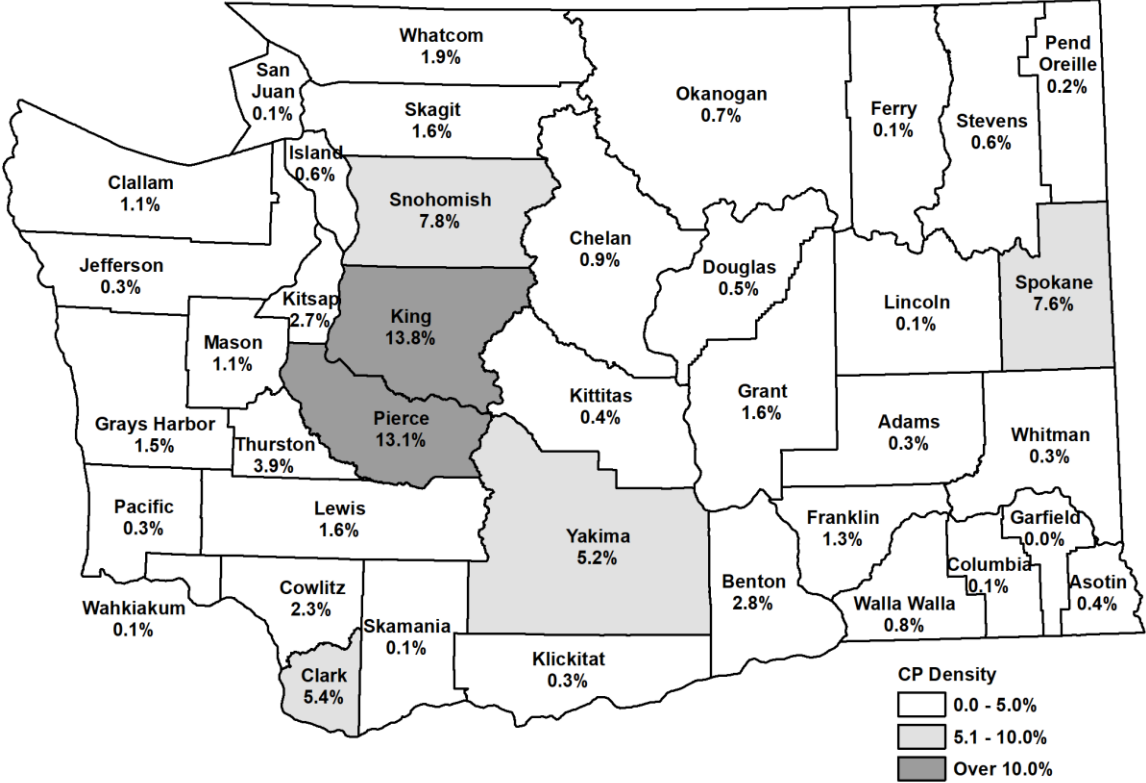 Whatcom
1.9%
San
Juan
0.1%
Skagit
1.6%
Okanogan
0.7%
Ferry
0.1%
Stevens
0.6%
Pend
Oreille
0.2%
Island
0.6%
Clallam
1.1%
Snohomish
7.8%
Chelan
0.9%
Jefferson
0.3%
Kitsap
2.7%
King
13.8%
Douglas
0.5%
Lincoln
0.1%
Spokane
7.6%
Mason
1.1%
Grays Harbor
1.5%
Thurston
3.9%
Pierce
13.1%
Kittitas
0.4%
Grant
1.6%
Adams
0.3%
Whitman
0.3%
Pacific
0.3%
Lewis
1.6%
Yakima
5.2%
Franklin
1.3%
Garfield
0.0%
Wahkiakum
0.1%
Cowlitz
2.3%
Skamania
0.1%
Benton
2.8%
Walla Walla
0.8%
Columbia
0.1%
Asotin
0.4%
Clark
5.4%
Klickitat
0.3%
CP Density
0.0 - 5.0%
5.1 - 10.0%
Over 10.0%